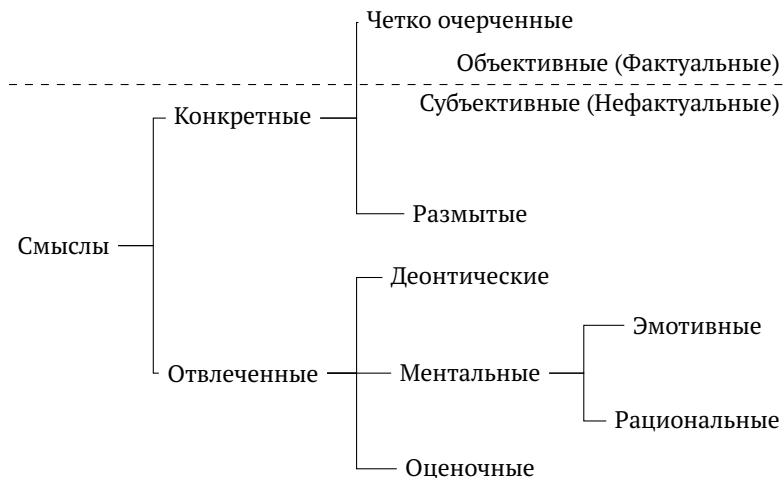 Четко очерченные
Объективные (Фактуальные)
Субъективные (Нефактуальные)
Конкретные
Размытые
Смыслы
Деонтические
Эмотивные
Отвлеченные
Ментальные
Рациональные
Оценочные